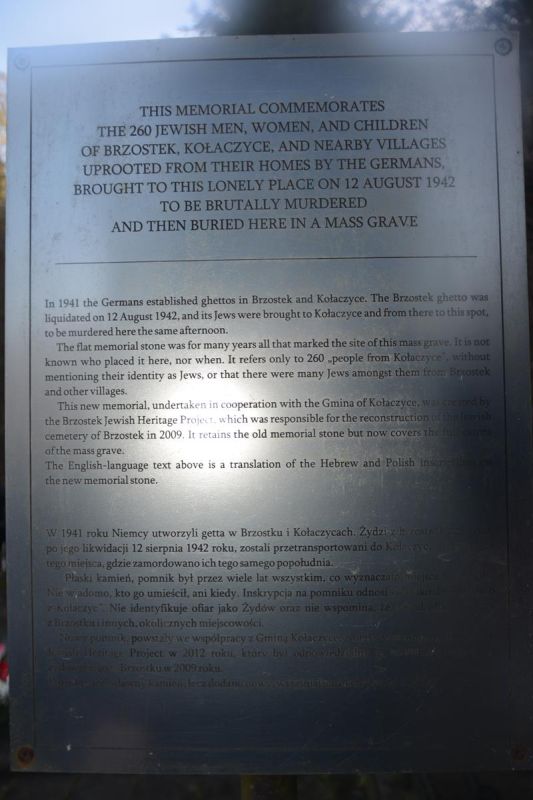 THIS MEMORIAL COMMEMORATES
THE 260 JEWISH MEN, WOMEN, AND CHILDREN
OF BRZOSTEK, KOŁACZYCE, AND NEARBY VILLAGES
UPROOTED FROM THEIR HOMES BY THE GERMANS,
BROUGHT TO THIS LONELY PLACE ON 12 AUGUST 1942
TO BE BRUTALLY MURDERED
AND THEN BURIED HERE IN A MASS GRAVE
In 1941 the Germans established ghettos in Brzostek and Kołaczyce. The Brzostek ghetto was
liquidated on 12 August 1942, and its Jews were brought to Kołaczyce and from there to this spot,
to be murdered here the same afternoon.
The flat memorial stone was for many years all that marked the site of this mass grave. It is not
known who placed it here, nor when. It refers only to 260 „people from Kołaczyce", without
mentioning their identity as Jews, or that there were many Jews amongst them from Brzostek
and other villages.
This new memorial, undertaken in cooperation with the Gmina of Kołaczyce, was created by
the Brzostek Jewish Heritage Project, which was responsible for the reconstruction of the Jewish
cemetery of Brzostek in 2009. It retains the old memorial stone but now covers the full
of the mass grave.
The English-language text above is a translation of the Hebrew and Polish
the new memorial stone.
W 1941 roku Niemcy utworzyli getta w Brzostku i Kołaczycach. Żydzi z
po jego likwidacji 12 sierpnia 1942 roku, zostali przetransportowani do
tego miejsca, gdzie zamordowano ich tego samego popołudnia.
Płaski kamień, pomnik był przez wiele lat wszystkim, co wyznaczało miejsce
Nie wiadomo, kto go umieścił, ani kiedy. Inskrypcja na pomniku odnosi
z Kołaczyc". Nie identyfikuje ofiar jako Żydów oraz nie wspomina, że
z Brzostku i innych, okolicznych miejscowości.
Nowy pomnik, powstały we współpracy z Gminą Kołaczyce
Heritage Project w 2012 roku, który był
Brzostku w 2009 roku.